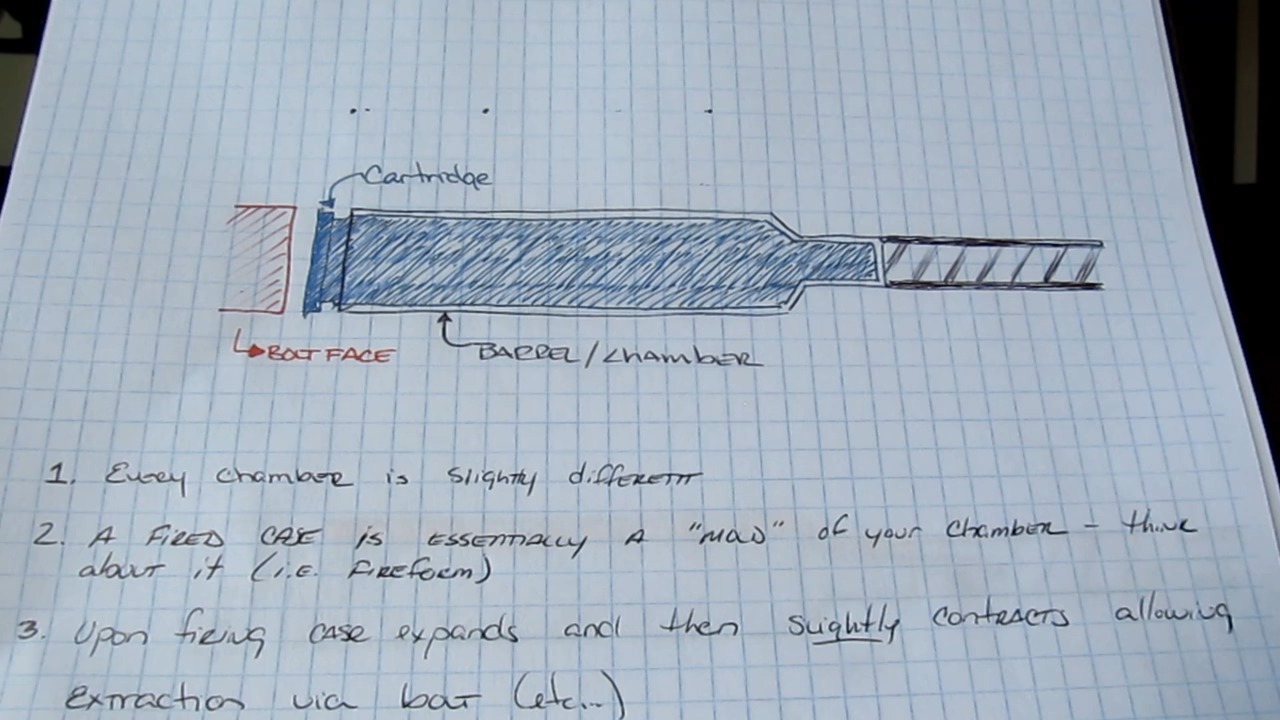 Cartridge
BOLT FACE
BARREL/CHAMBER
1. Every chamber is slightly different
2. A FIRED CASE is ESSENTIALLY A "MOLD" of your chamber - think
about it (i.e. FIREFORM)
3. Upon firing case expands and then slightly contracts allowing
EXTRACTION via bolt (etc...)